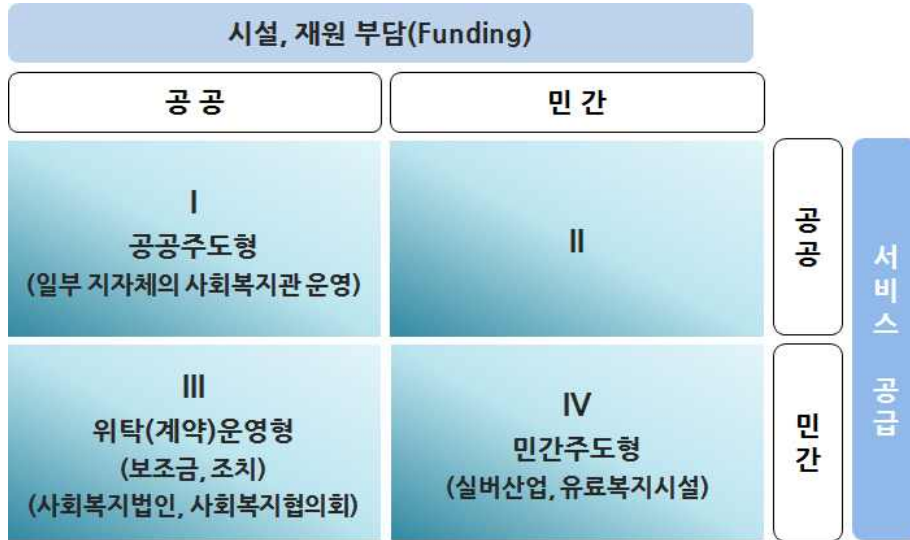 시설, 재원 부담(Funding)
공 공
민 간
Ⅰ
공공주도형
(일부 지자체의 사회복지관 운영)
Ⅱ
공공
Ⅲ
위탁(계약)운영형
(보조금, 조치)
(사회복지법인, 사회복지협의회)
Ⅳ
민간주도형
(실버산업, 유료복지시설)
민간
서비스 공급